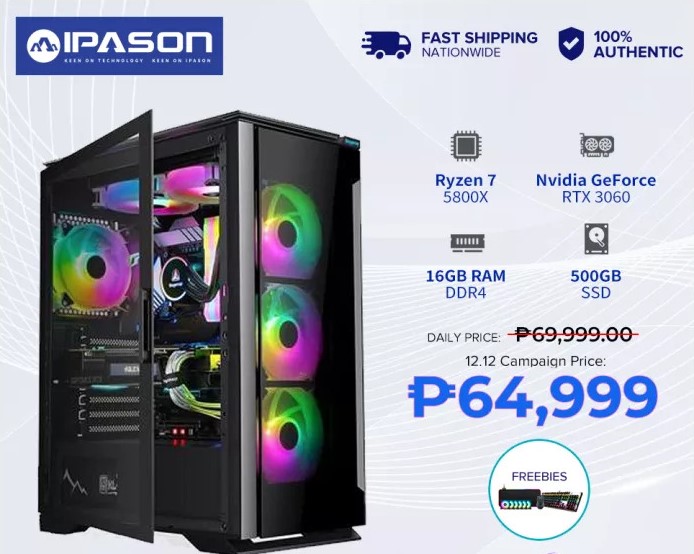 IPASON
KEEN ON TECHNOLOGY KEEN ON IPASON
FAST SHIPPING
NATIONWIDE
100%
AUTHENTIC
Ryzen 7
5800X
Nvidia GeForce
RTX 3060
16GB RAM
DDR4
500GB
SSD
DAILY PRICE: ₱69,999.00
12.12 Campaign Price:
₱64,999
FREEBIES